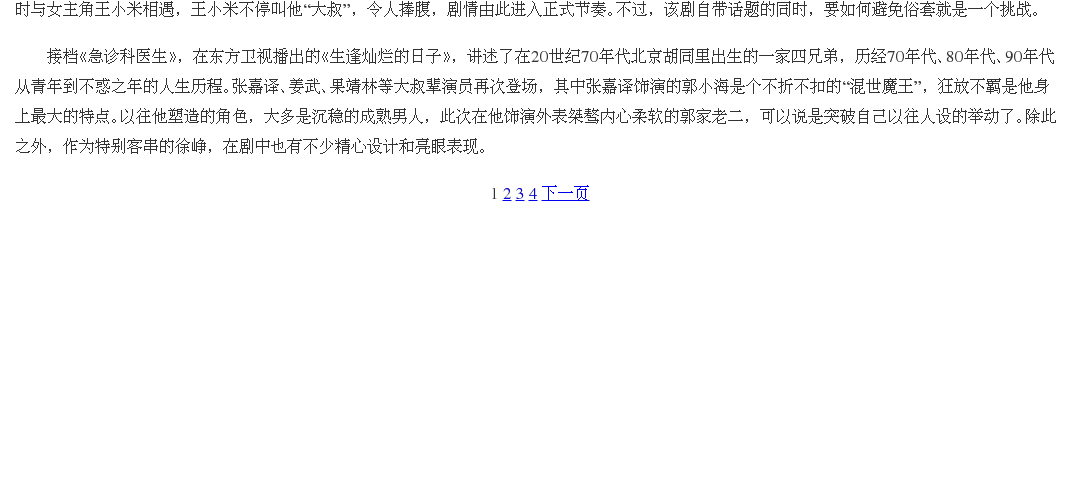 时与女主角王小米相遇，王小米不停叫他“大叔”，令人捧腹，剧情由此进入正式节奏。不过，该剧自带话题的同时，要如何避免俗套就是一个挑战。
接档《急诊科医生》，在东方卫视播出的《生逢灿烂的日子》，讲述了在20世纪70年代北京胡同里出生的一家四兄弟，历经70年代、80年代、90年代
从青年到不惑之年的人生历程。张嘉译、姜武、果靖林等大叔辈演员再次登场，其中张嘉译饰演的郭小海是个不折不扣的“混世魔王”，狂放不羁是他身
上最大的特点。以往他塑造的角色，大多是沉稳的成熟男人，此次在他饰演外表桀骜内心柔软的郭家老二，可以说是突破自己以往人设的举动了。除此
之外，作为特别客串的徐峥，在剧中也有不少精心设计和亮眼表现。
1 2 3 4 下一页